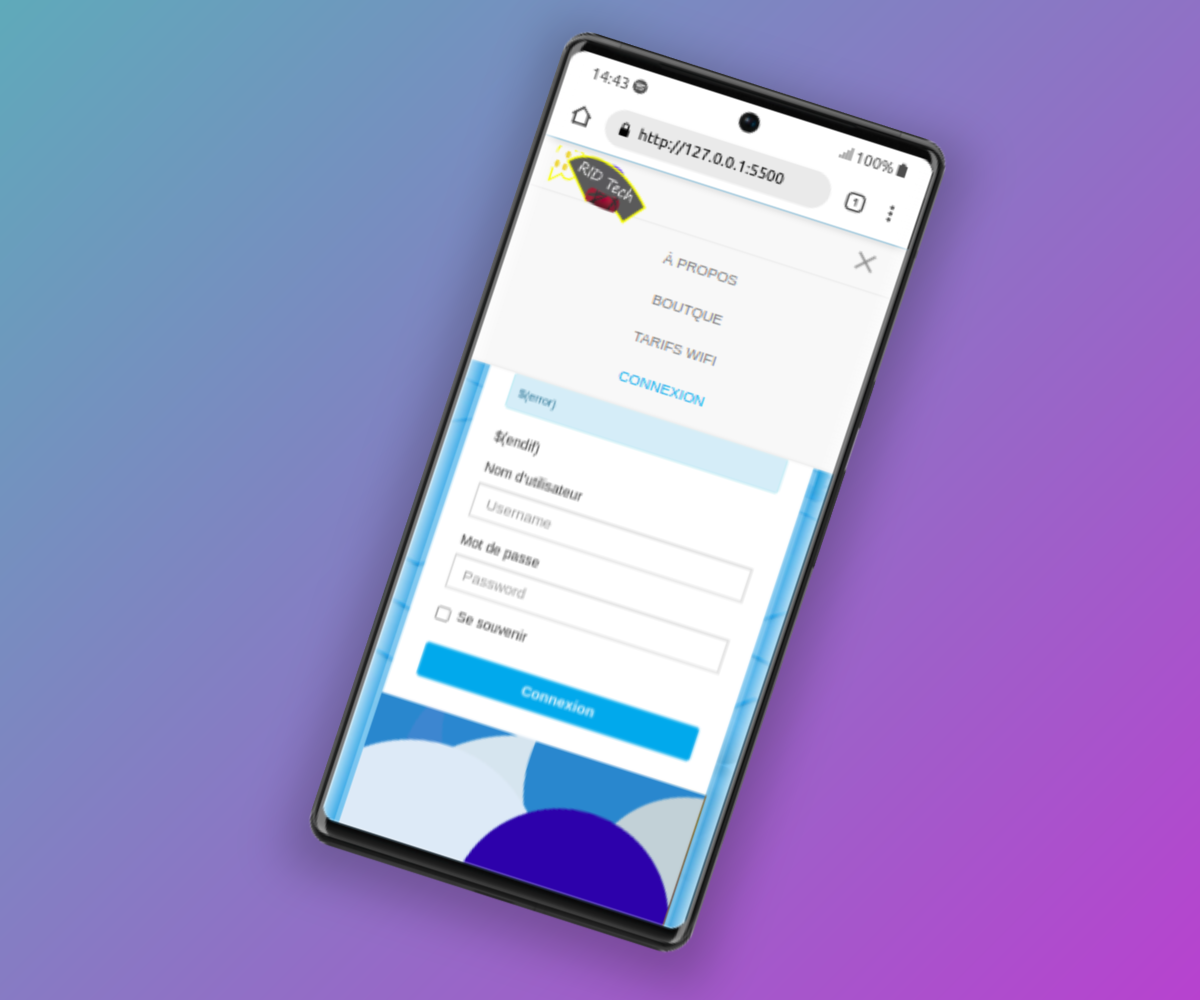 14:43
100%
http://127.0.0.1:5500
1
RID Tech
À PROPOS
BOUTQUE
TARIFS WIFI
CONNEXION
$(error)
$(endif)
Nom d'utilisateur
Username
Mot de passe
Password
Se souvenir
Connexion